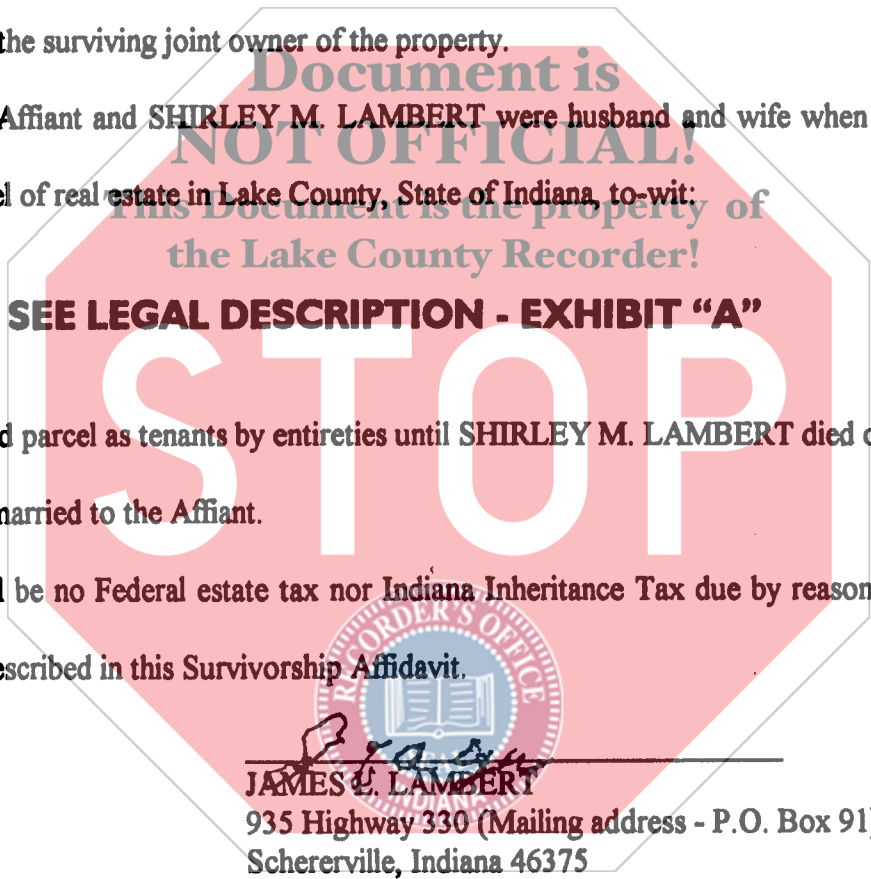 the surviving joint owner of the property.
Document is
Affiant and SHIRLEY M. LAMBERT were husband and wife when
NOT OFFICIAL!
l of real estate in Lake County, State of Indiana, to-wit:
This Document is the property of
the Lake County Recorder!
SEE LEGAL DESCRIPTION - EXHIBIT “A”
STOP
d parcel as tenants by entireties until SHIRLEY M. LAMBERT died
married to the Affiant.
be no Federal estate tax nor Indiana Inheritance Tax due by reason
RECORDER'S OFFICE
escribed in this Survivorship Affidavit.
JAMES L. LAMBERT
INDIANA
935 Highway 330 (Mailing address - P.O. Box 91)
Schererville, Indiana 46375